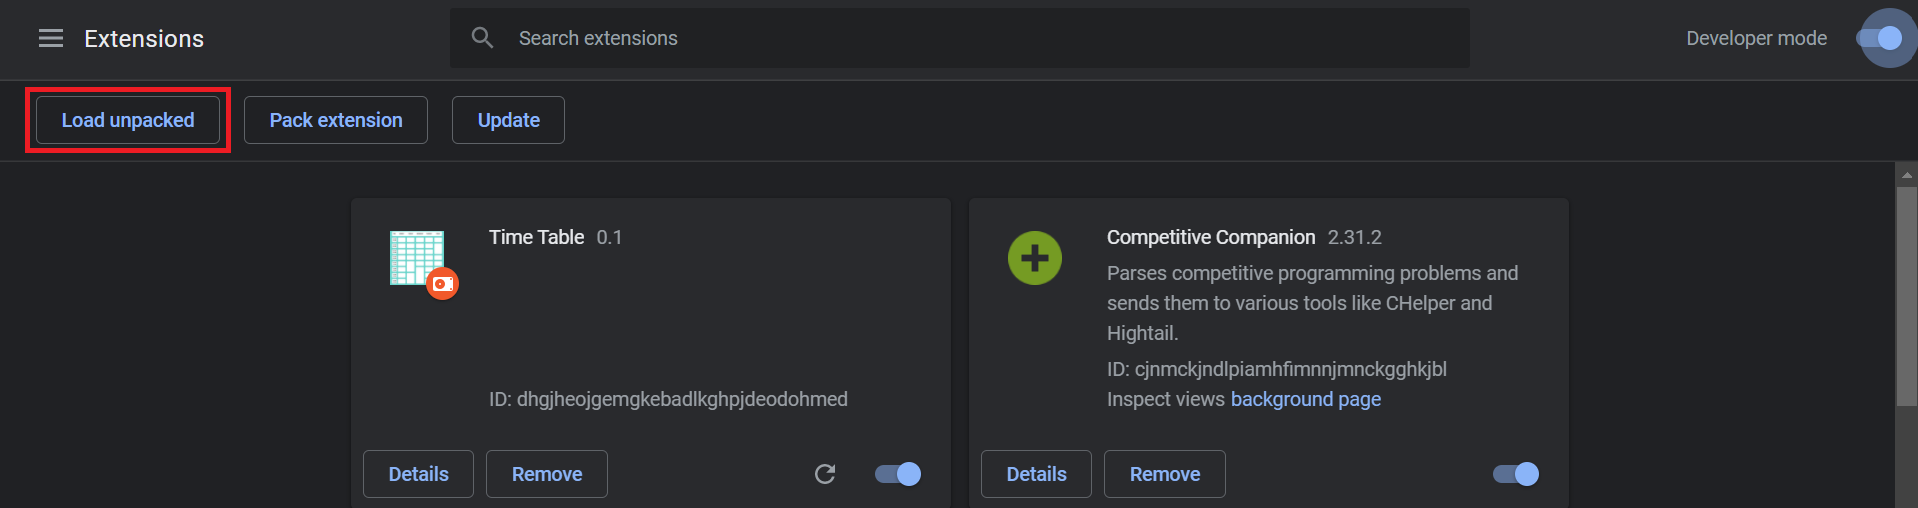 Extensions
Search extensions
Developer mode
Load unpacked
Pack extension
Update
Time Table 0.1
ID: dhgjheojgemgkebadlkghpjdeodohmed
Details
Remove
Competitive Companion 2.31.2
Parses competitive programming problems and
sends them to various tools like CHelper and
Hightail.
ID: cjnmckjndlpiamhfimnnjmnckgghkjbl
Inspect views background page
Details
Remove